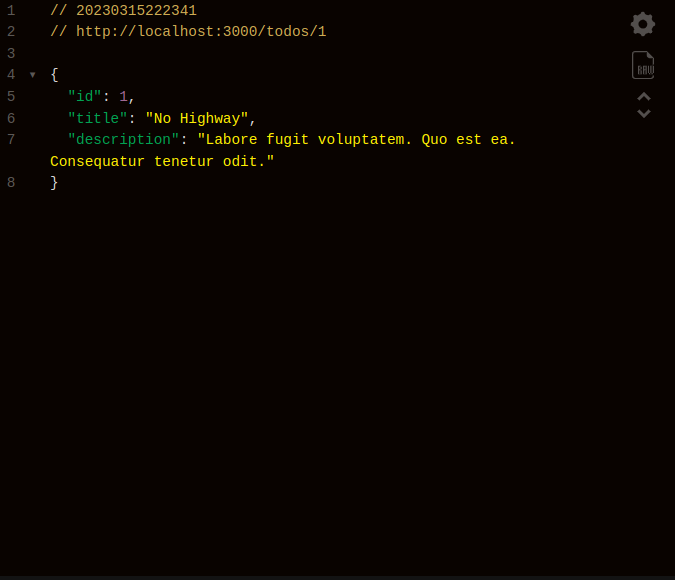 1 // 20230315222341
2 // http://localhost:3000/todos/1
3
4 {
5 "id": 1,
6 "title": "No Highway",
7 "description": "Labore fugit voluptatem. Quo est ea.
Consequatur tenetur odit."
8 }
RAW